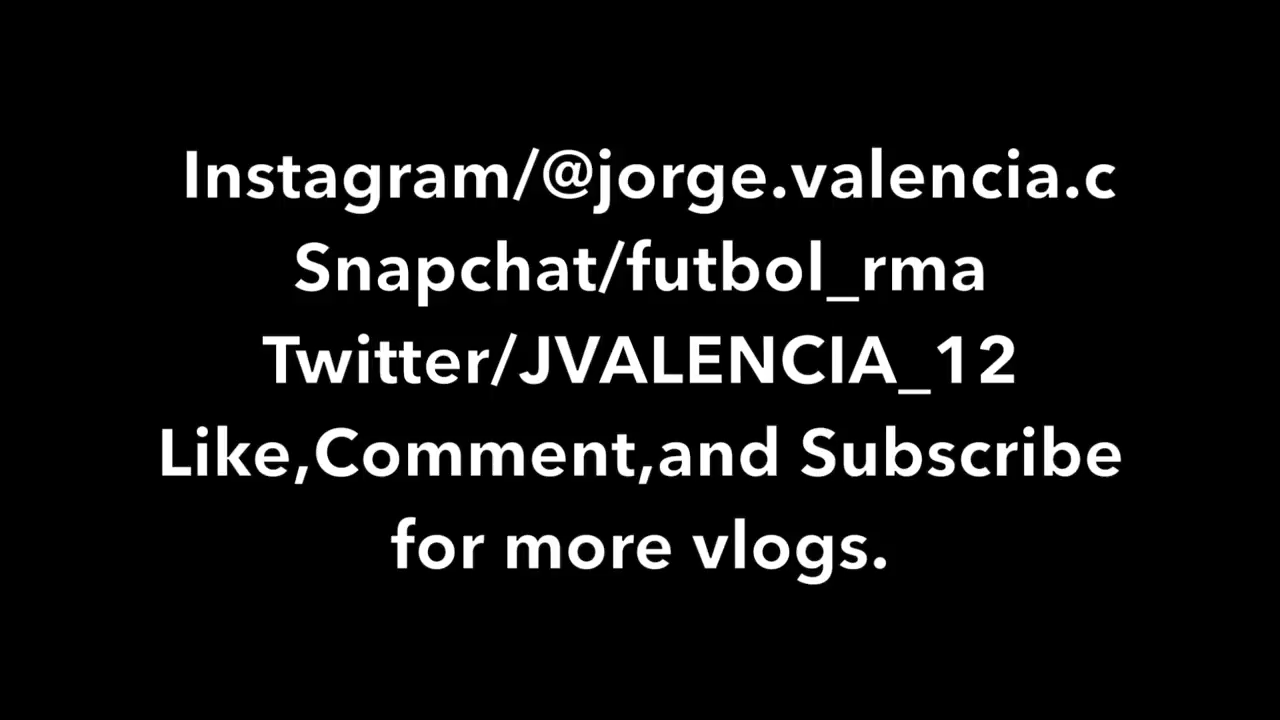 Instagram/@jorge.valencia.c
Snapchat/futbol_rma
Twitter/JVALENCIA_12
Like,Comment,and Subscribe
for more vlogs.